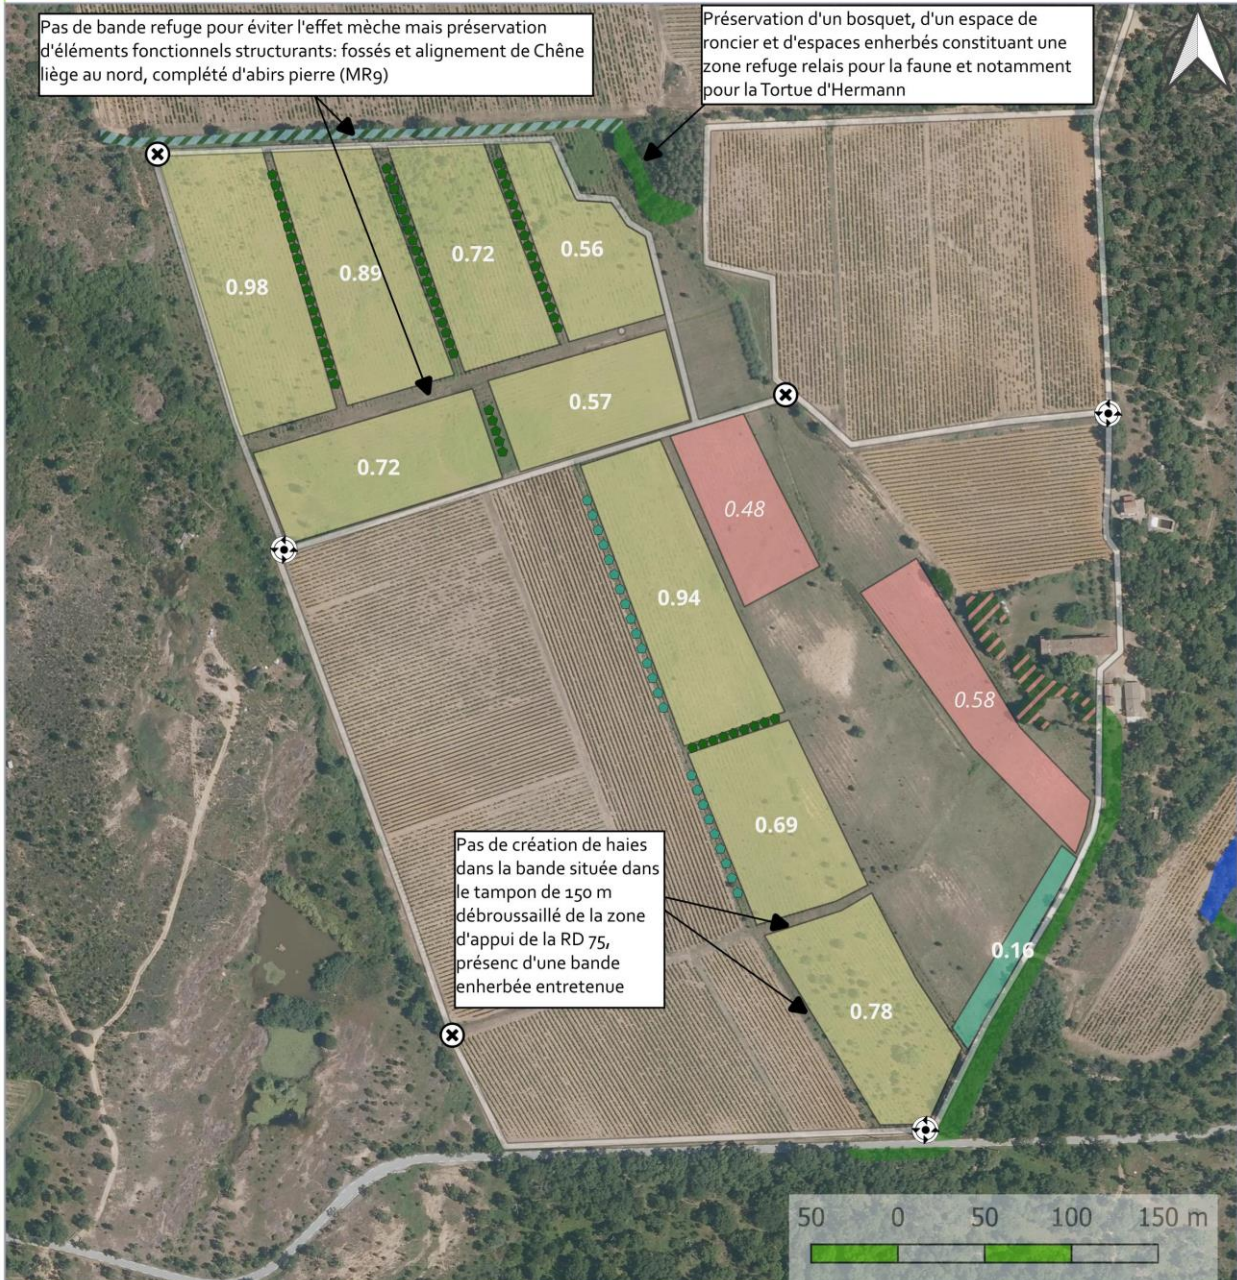 Pas de bande refuge pour éviter l'effet mèche mais préservation
d'éléments fonctionnels structurants: fossés et alignement de Chêne
liège au nord, complété d'abirs pierre (MR9)
Préservation d'un bosquet, d'un espace de
roncier et d'espaces enherbés constituant une
zone refuge relais pour la faune et notamment
pour la Tortue d'Hermann
0.98
0.89
0.72
0.56
0.57
0.72
0.48
0.94
0.58
0.69
Pas de création de haies
dans la bande située dans
le tampon de 150 m
débroussaillé de la zone
d'appui de la RD 75,
présenc d'une bande
enherbée entretenue
0.16
0.78
50 0 50 100 150 m